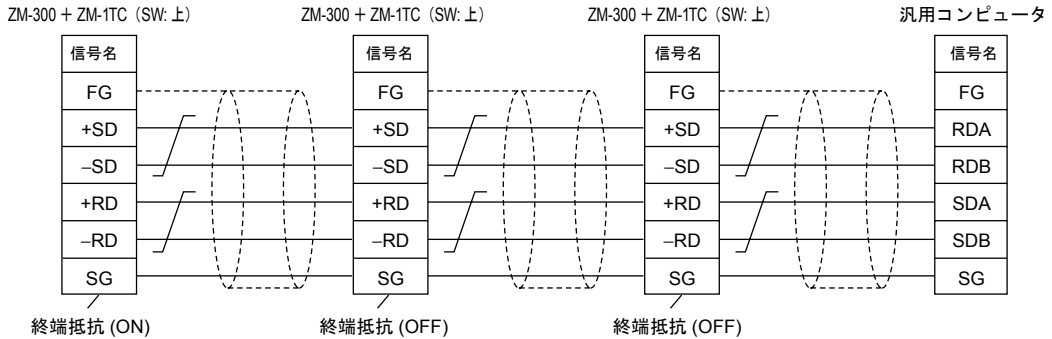 ZM-300 + ZM-1TC（SW: 上）
信号名
FG
+SD
−SD
+RD
−RD
SG
終端抵抗 (ON)
ZM-300 + ZM-1TC（SW: 上）
信号名
FG
+SD
−SD
+RD
−RD
SG
終端抵抗 (OFF)
ZM-300 + ZM-1TC（SW: 上）
信号名
FG
+SD
−SD
+RD
−RD
SG
終端抵抗 (OFF)
汎用コンピュータ
信号名
FG
RDA
RDB
SDA
SDB
SG